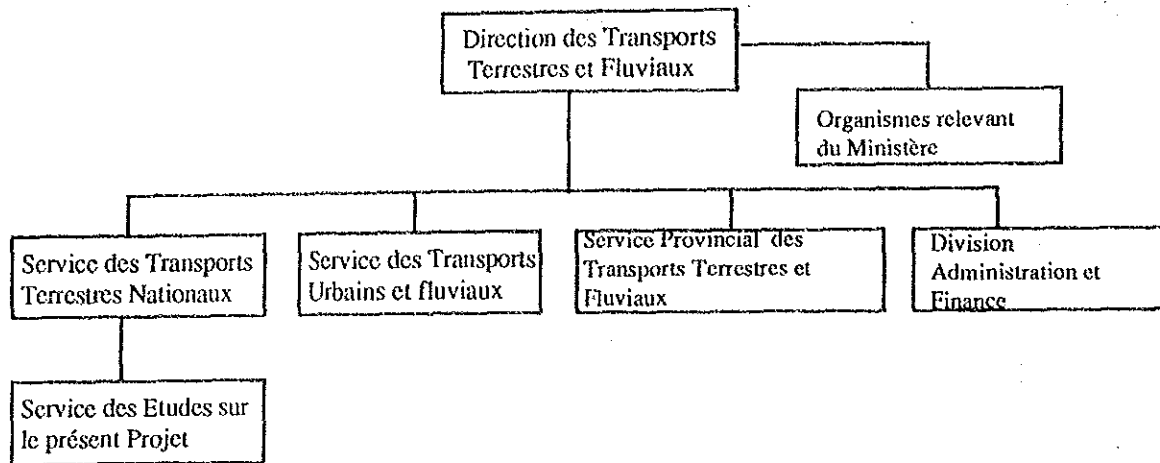 Direction des Transports
Terrestres et Fluviaux
Organismes relevant
du Ministère
Service des Transports
Terrestres Nationaux
Service des Transports
Urbains et fluviaux
Service Provincial des
Transports Terrestres et
Fluviaux
Division
Administration et
Finance
Service des Etudes sur
le présent Projet